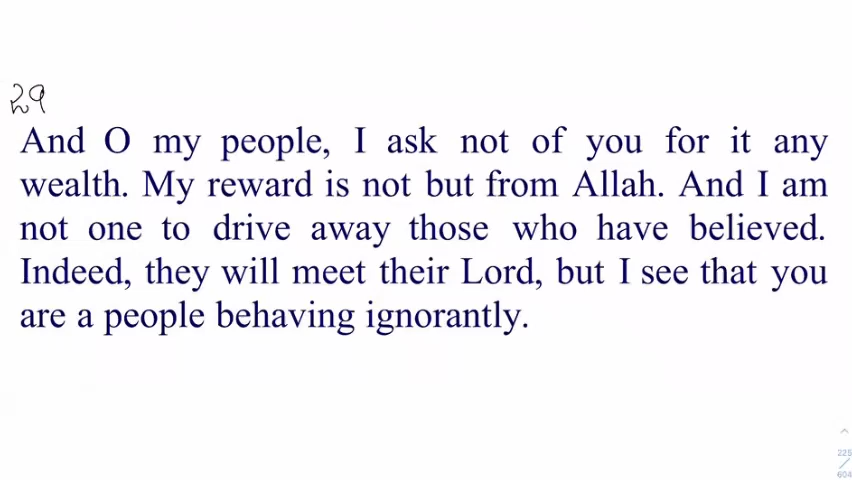 29
And O my people, I ask not of you for it any
wealth. My reward is not but from Allah. And I am
not one to drive away those who have believed.
Indeed, they will meet their Lord, but I see that you
are a people behaving ignorantly.
225
/
604